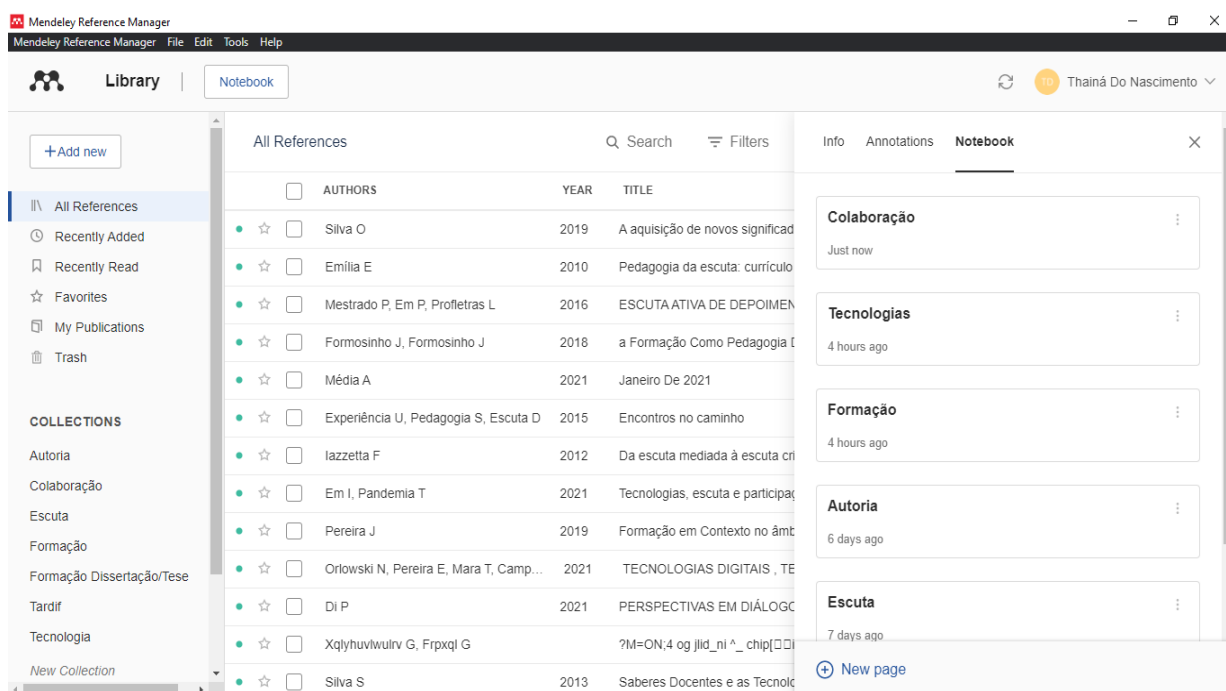 Mendeley Reference Manager
Mendeley Reference Manager File Edit Tools Help
Library | Notebook
TD Thainá Do Nascimento
+Add new
All References
Recently Added
Recently Read
Favorites
My Publications
Trash
COLLECTIONS
Autoria
Colaboração
Escuta
Formação
Formação Dissertação/Tese
Tardif
Tecnologia
New Collection
All References Search Filters
AUTHORS YEAR TITLE
Silva O 2019 A aquisição de novos significad
Emília E 2010 Pedagogia da escuta: currículo
Mestrado P, Em P, Profletras L 2016 ESCUTA ATIVA DE DEPOIMEN
Formosinho J, Formosinho J 2018 a Formação Como Pedagogia D
Média A 2021 Janeiro De 2021
Experiência U, Pedagogia S, Escuta D 2015 Encontros no caminho
Iazzetta F 2012 Da escuta mediada à escuta cri
Em I, Pandemia T 2021 Tecnologias, escuta e participaç
Pereira J 2019 Formação em Contexto no âmb
Orlowski N, Pereira E, Mara T, Camp... 2021 TECNOLOGIAS DIGITAIS , TE
Di P 2021 PERSPECTIVAS EM DIÁLOGO
Xqlyhuvlwulrv G, Frpxql G ?M=ON;4 og jlid_ni ^_ chip[
Silva S 2013 Saberes Docentes e as Tecnolo
Info Annotations Notebook
Colaboração
Just now
Tecnologias
4 hours ago
Formação
4 hours ago
Autoria
6 days ago
Escuta
7 days ago
New page